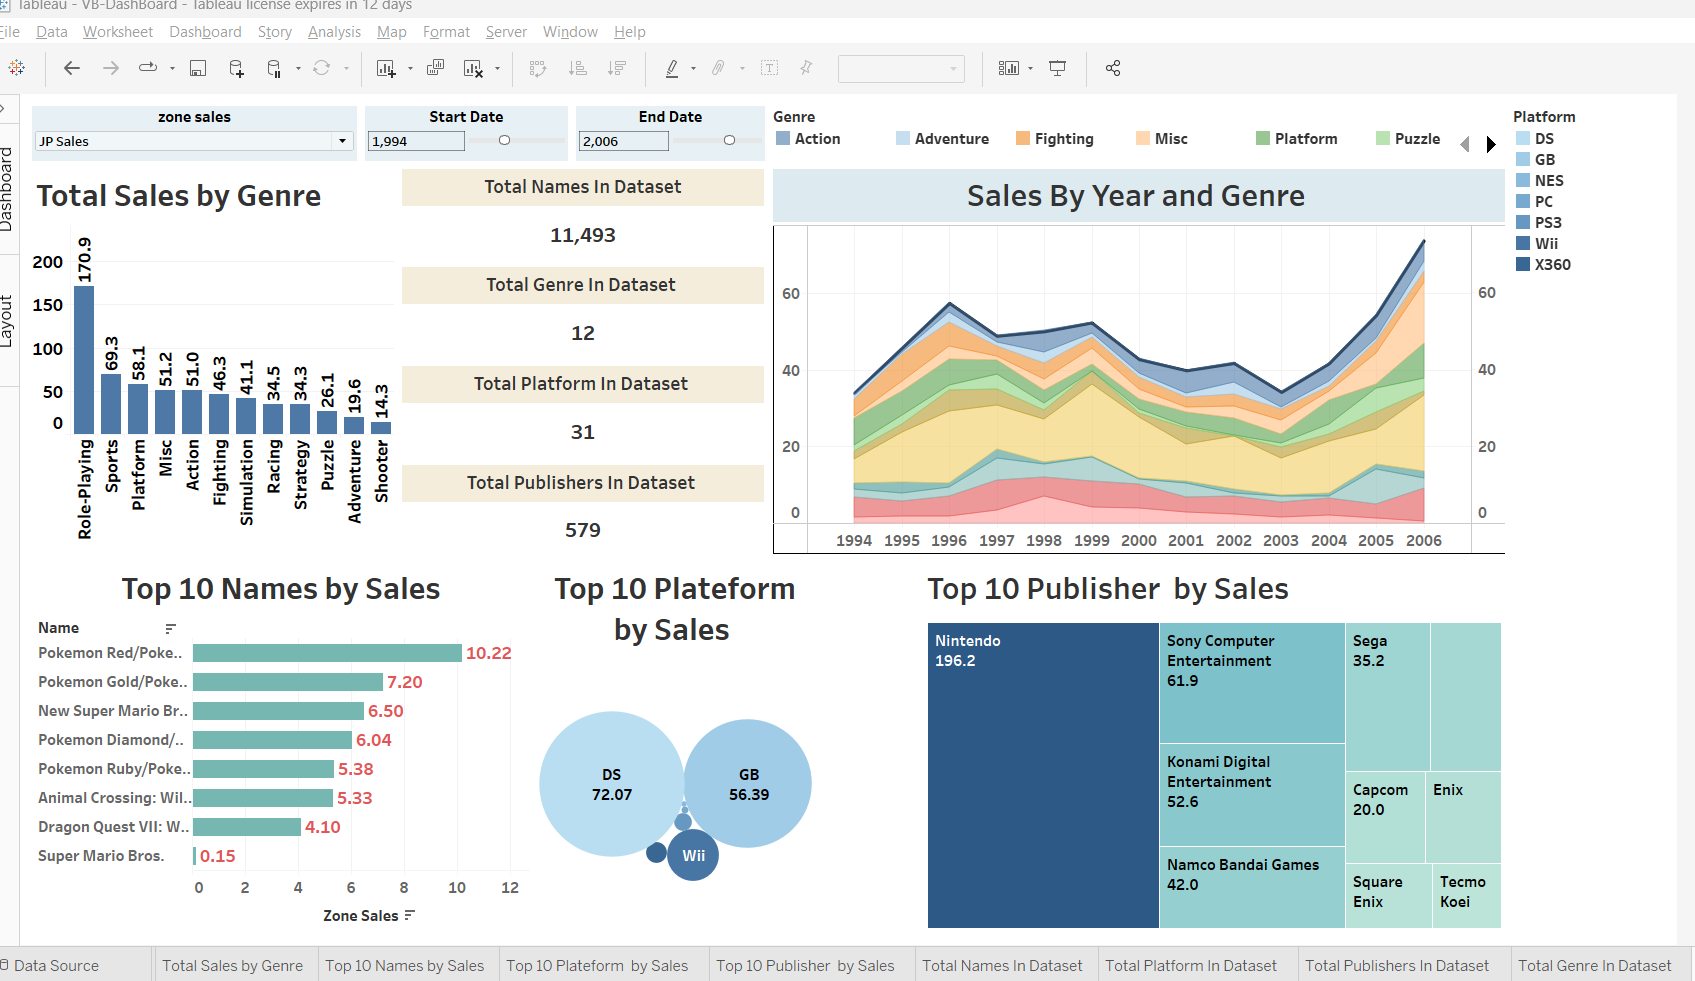 Tableau - VB-DashBoard - Tableau license expires in 12 days
File Data Worksheet Dashboard Story Analysis Map Format Server Window Help
zone sales
JP Sales
Start Date
1,994
End Date
2,006
Genre
Action Adventure Fighting Misc Platform Puzzle
Platform
DS
GB
NES
PC
PS3
Wii
X360
Dashboard
Layout
Total Sales by Genre
200
150
100
50
0
170.9
69.3
58.1
51.2
51.0
46.3
41.1
34.5
34.3
26.1
19.6
14.3
Role-Playing
Sports
Platform
Misc
Action
Fighting
Simulation
Racing
Strategy
Puzzle
Adventure
Shooter
Total Names In Dataset
11,493
Total Genre In Dataset
12
Total Platform In Dataset
31
Total Publishers In Dataset
579
Sales By Year and Genre
60 60
40 40
20 20
0 0
1994 1995 1996 1997 1998 1999 2000 2001 2002 2003 2004 2005 2006
Top 10 Names by Sales
Name
Pokemon Red/Poke.. 10.22
Pokemon Gold/Poke.. 7.20
New Super Mario Br.. 6.50
Pokemon Diamond/.. 6.04
Pokemon Ruby/Poke.. 5.38
Animal Crossing: Wil.. 5.33
Dragon Quest VII: W.. 4.10
Super Mario Bros. 0.15
0 2 4 6 8 10 12
Zone Sales
Top 10 Plateform
by Sales
DS
72.07
GB
56.39
Wii
Top 10 Publisher by Sales
Nintendo
196.2
Sony Computer
Entertainment
61.9
Konami Digital
Entertainment
52.6
Namco Bandai Games
42.0
Sega
35.2
Capcom
20.0
Enix
Square
Enix
Tecmo
Koei
Data Source Total Sales by Genre Top 10 Names by Sales Top 10 Plateform by Sales Top 10 Publisher by Sales Total Names In Dataset Total Platform In Dataset Total Publishers In Dataset Total Genre In Dataset